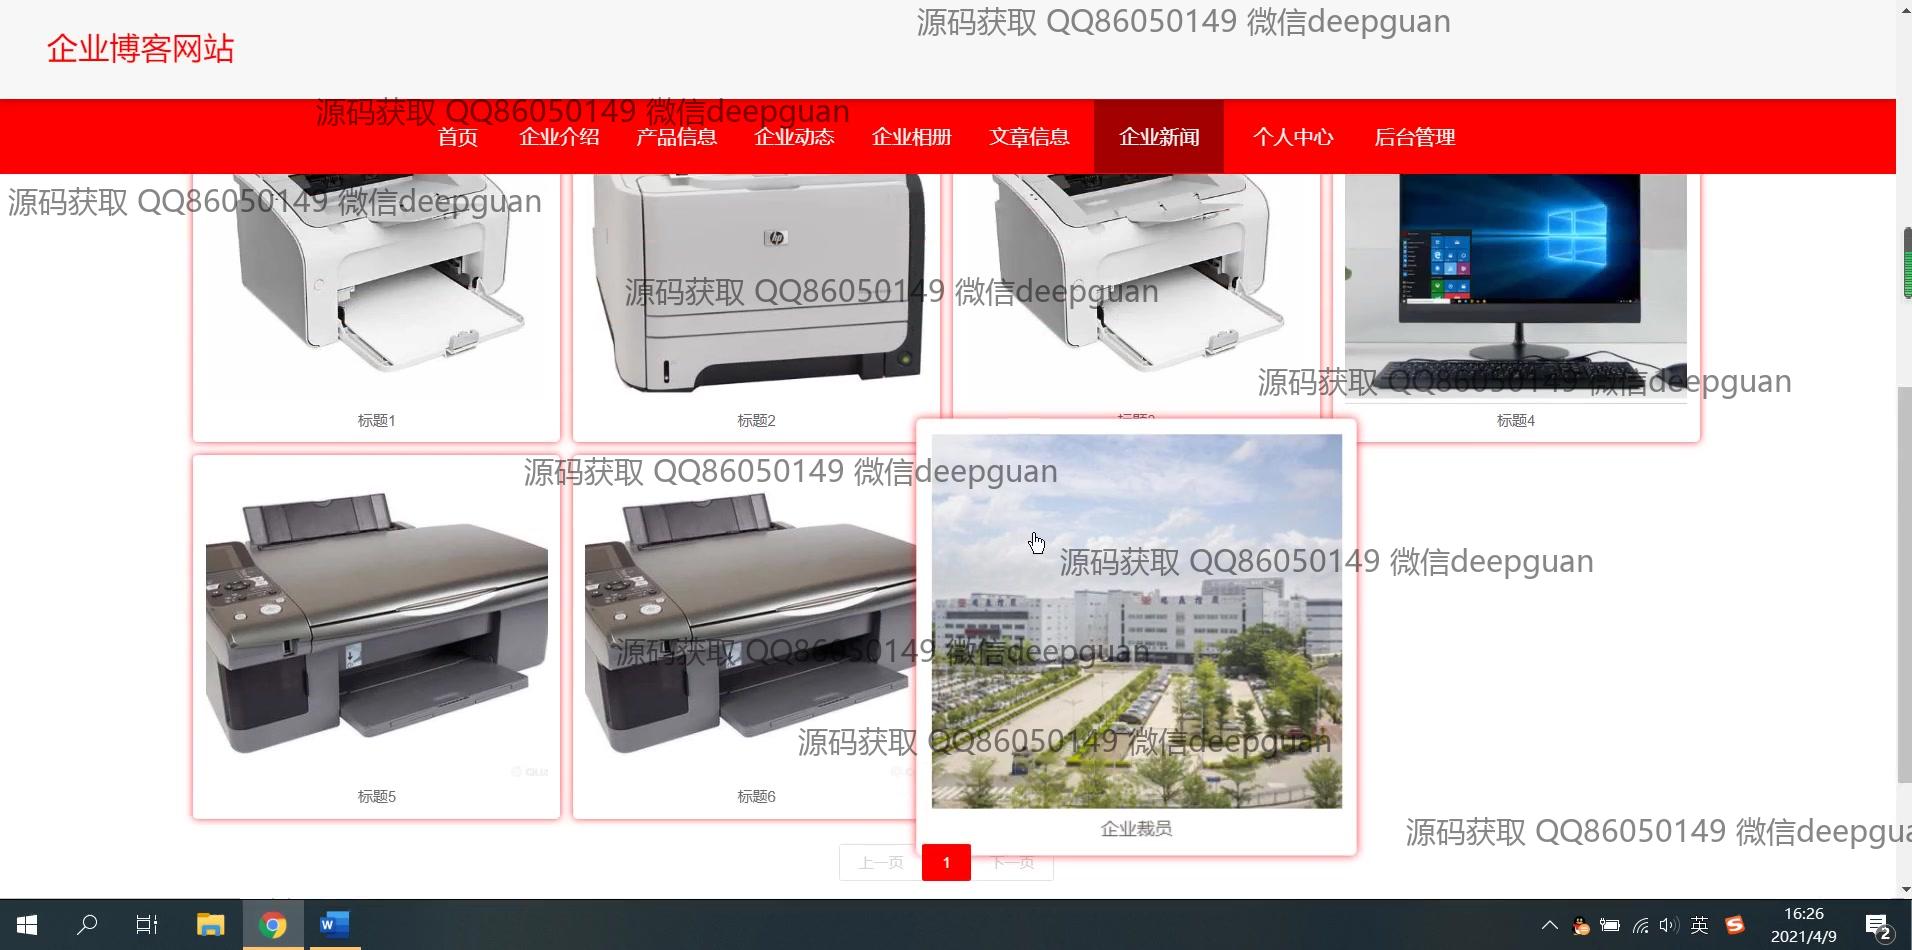 源码获取 QQ86050149 微信deepguan
企业博客网站
源码获取 QQ86050149 微信deepguan
首页 企业介绍 产品信息 企业动态 企业相册 文章信息 企业新闻 个人中心 后台管理
源码获取 QQ86050149 微信deepguan
hp
源码获取 QQ86050149 微信deepguan
源码获取 QQ86050149 微信deepguan
标题1 标题2 标题3 标题4
源码获取 QQ86050149 微信deepguan
源码获取 QQ86050149 微信deepguan
源码获取 QQ86050149 微信deepguan
源码获取 QQ86050149 微信deepguan
标题5 标题6
企业裁员
源码获取 QQ86050149 微信deepgua
上一页 1 下一页
英 16:26
2021/4/9 2